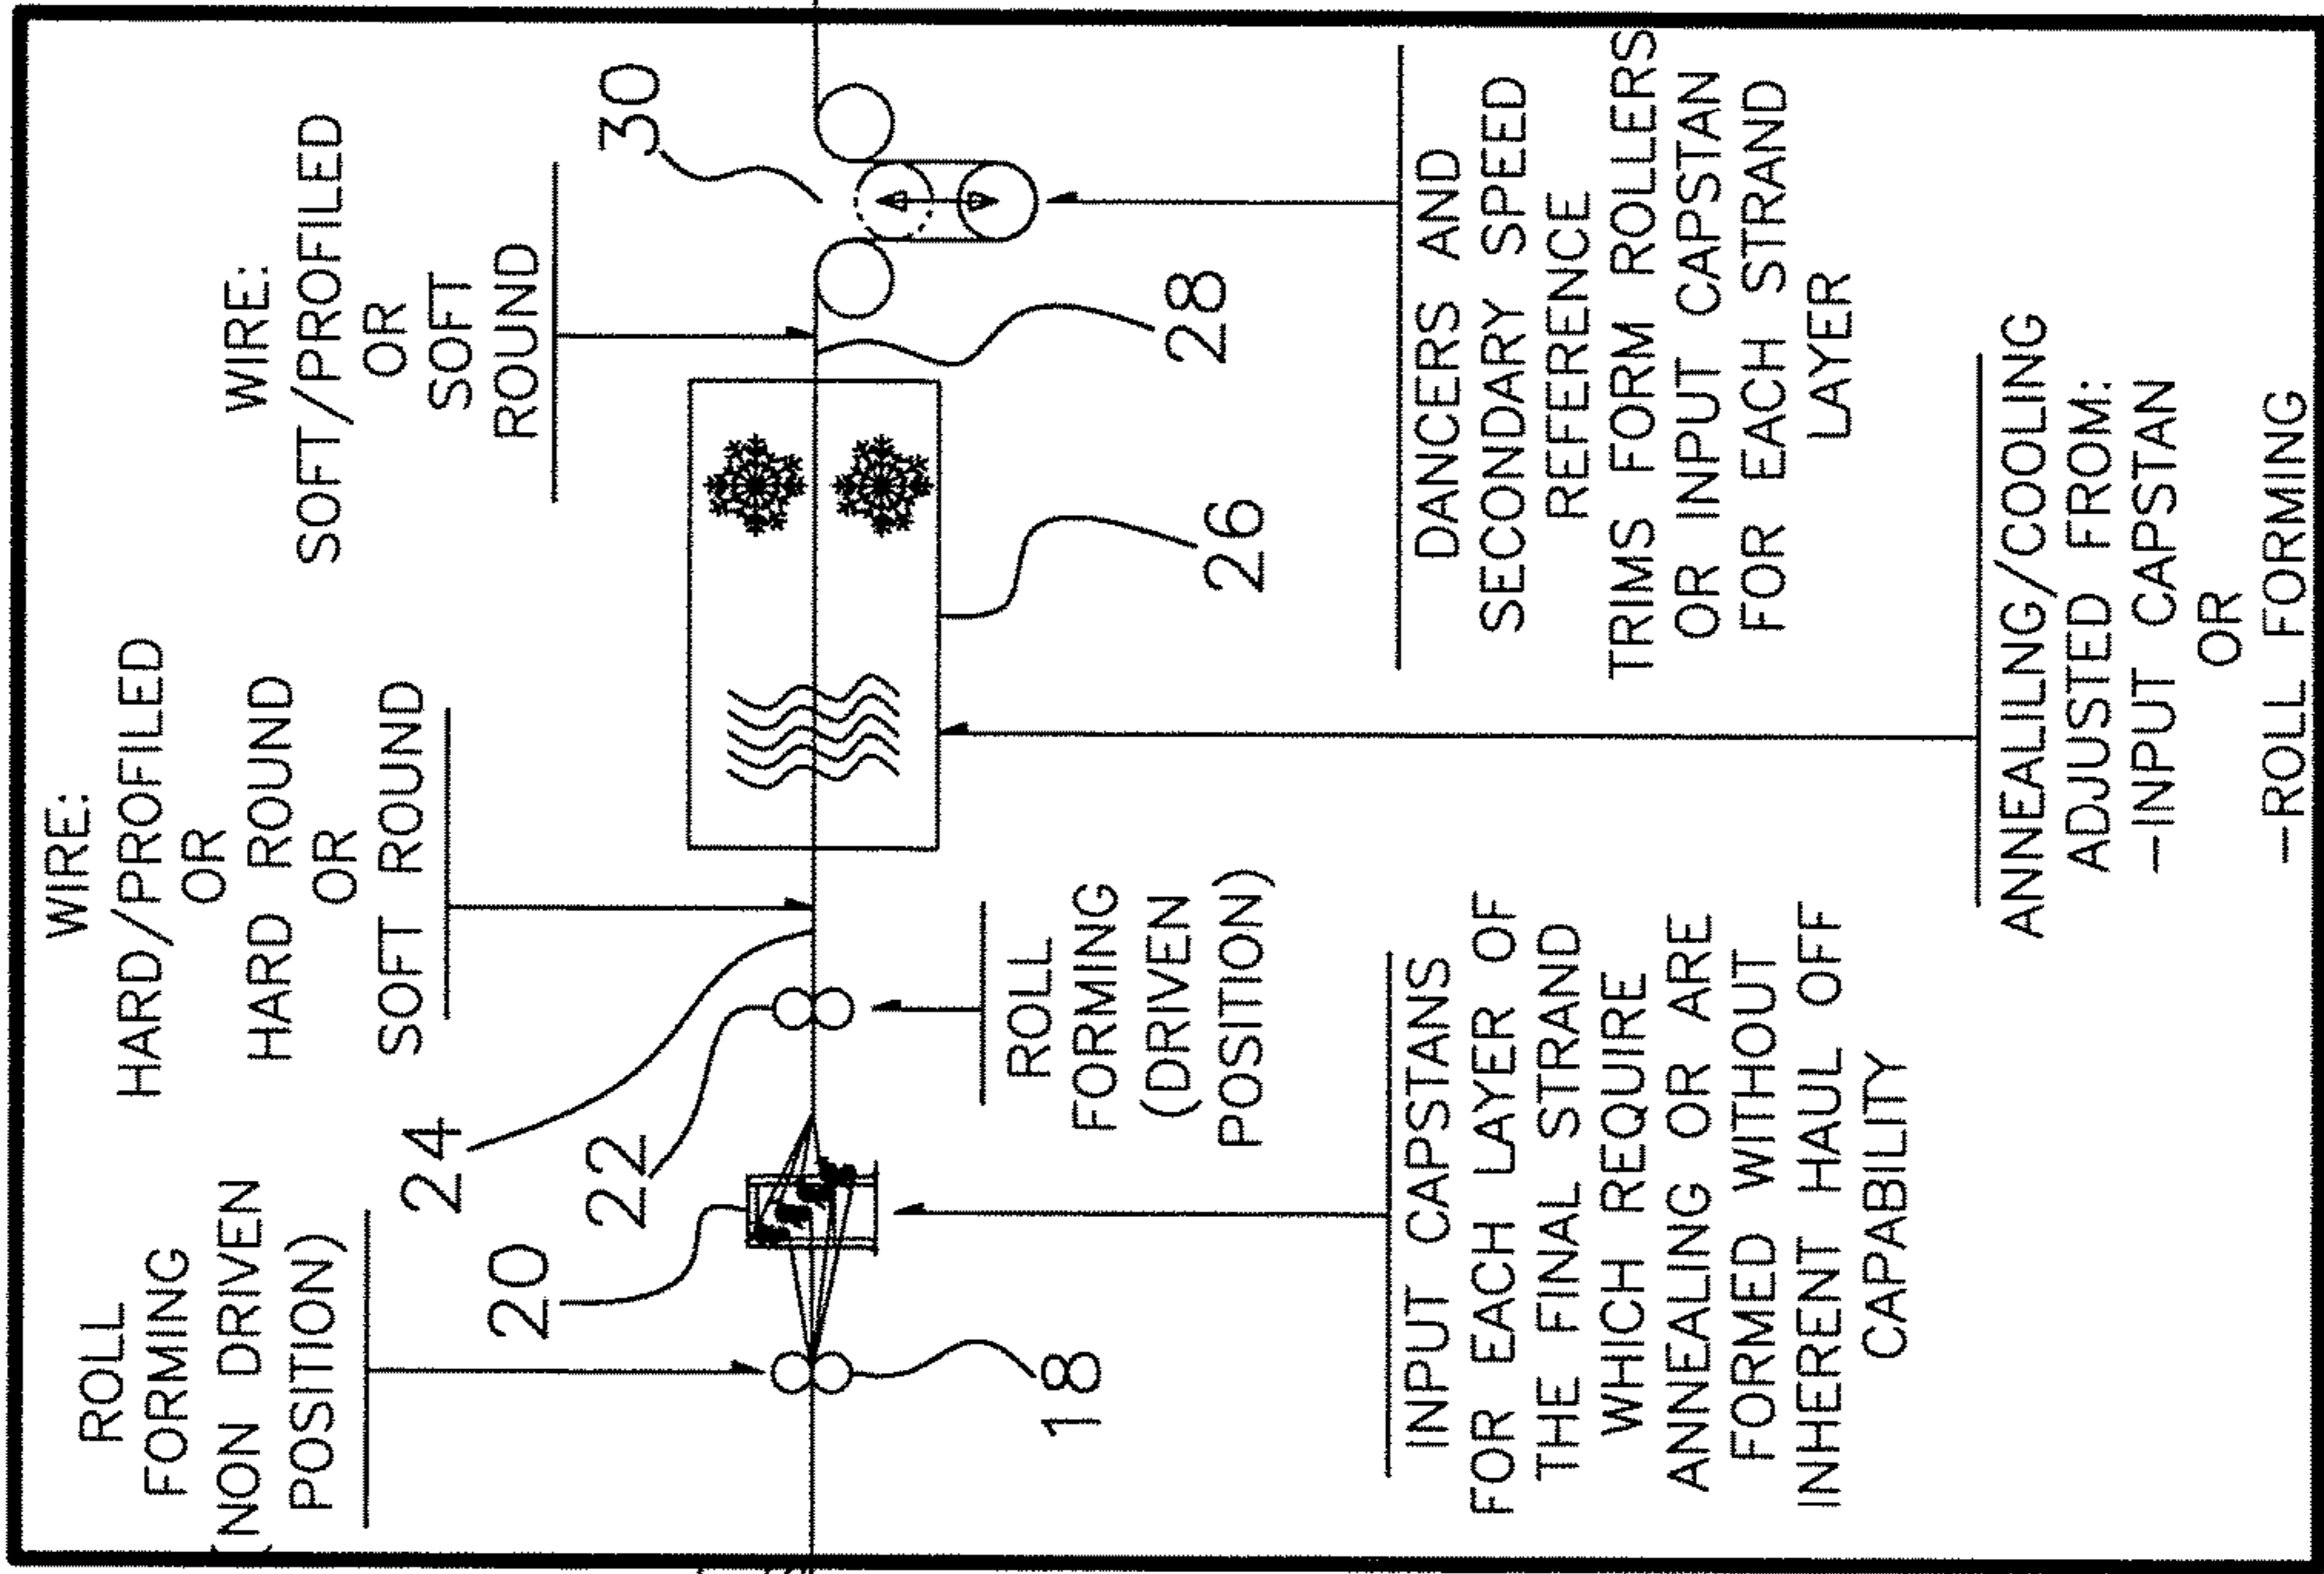 ROLL
FORMING
(NON DRIVEN
POSITION)
WIRE:
HARD/PROFILED
OR
HARD ROUND
OR
SOFT ROUND
WIRE:
SOFT/PROFILED
OR
SOFT
ROUND
24
22
20
18
30
28
26
ROLL
FORMING
(DRIVEN
POSITION)
INPUT CAPSTANS
FOR EACH LAYER OF
THE FINAL STRAND
WHICH REQUIRE
ANNEALING OR ARE
FORMED WITHOUT
INHERENT HAUL OFF
CAPABILITY
DANCERS AND
SECONDARY SPEED
REFERENCE
TRIMS FORM ROLLERS
OR INPUT CAPSTAN
FOR EACH STRAND
LAYER
ANNEALILNG/COOLING
ADJUSTED FROM:
-INPUT CAPSTAN
OR
-ROLL FORMING